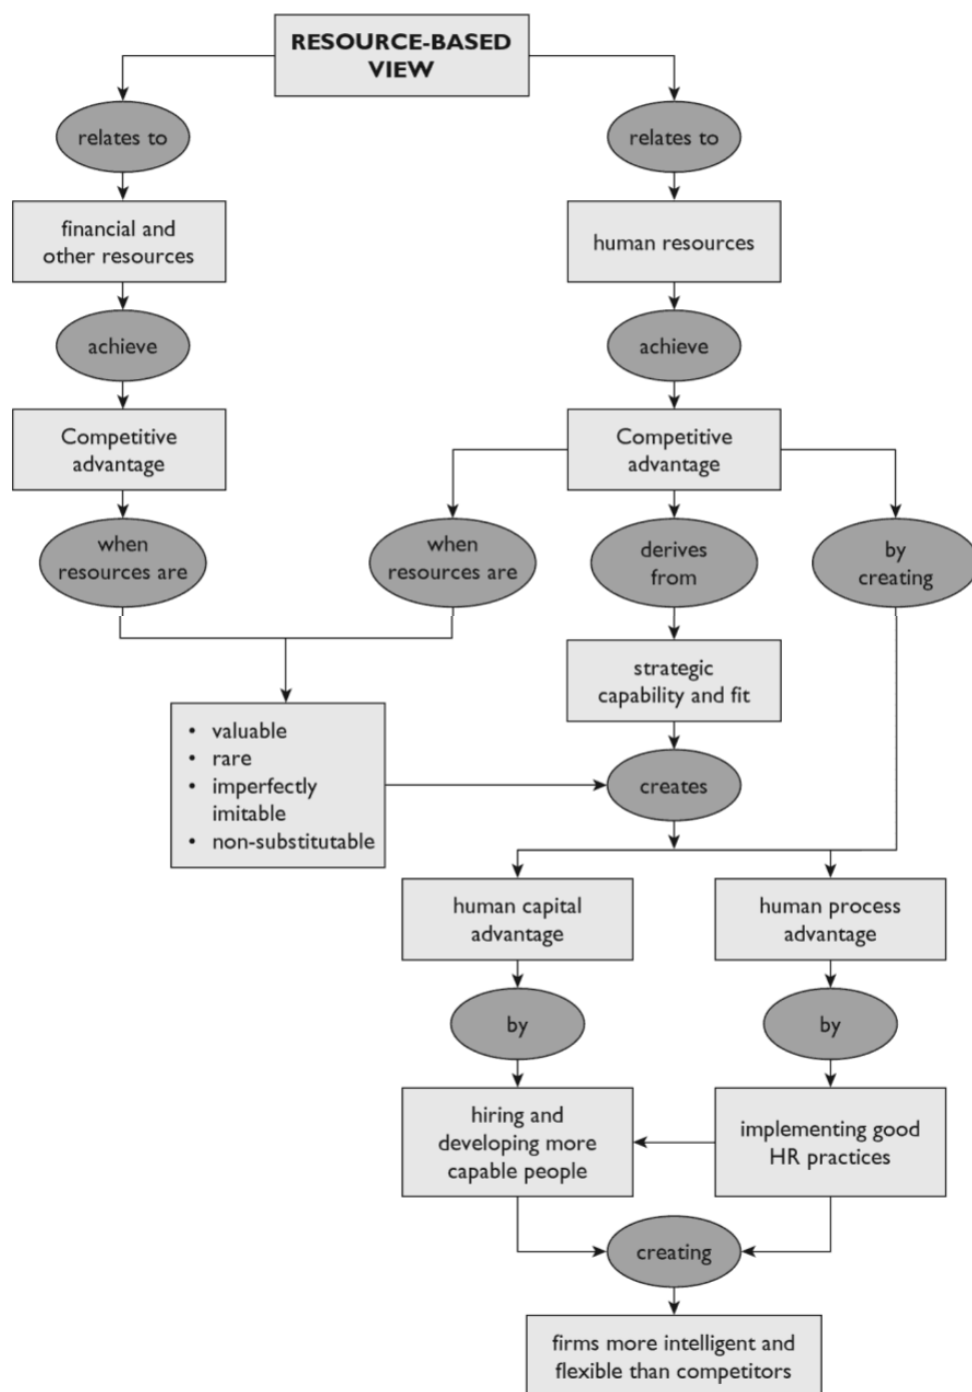 RESOURCE-BASED
VIEW
relates to
relates to
financial and
other resources
human resources
achieve
achieve
Competitive
advantage
Competitive
advantage
when
resources are
when
resources are
derives
from
by
creating
strategic
capability and fit
• valuable
• rare
• imperfectly
imitable
• non-substitutable
creates
human capital
advantage
human process
advantage
by
by
hiring and
developing more
capable people
implementing good
HR practices
creating
firms more intelligent and
flexible than competitors